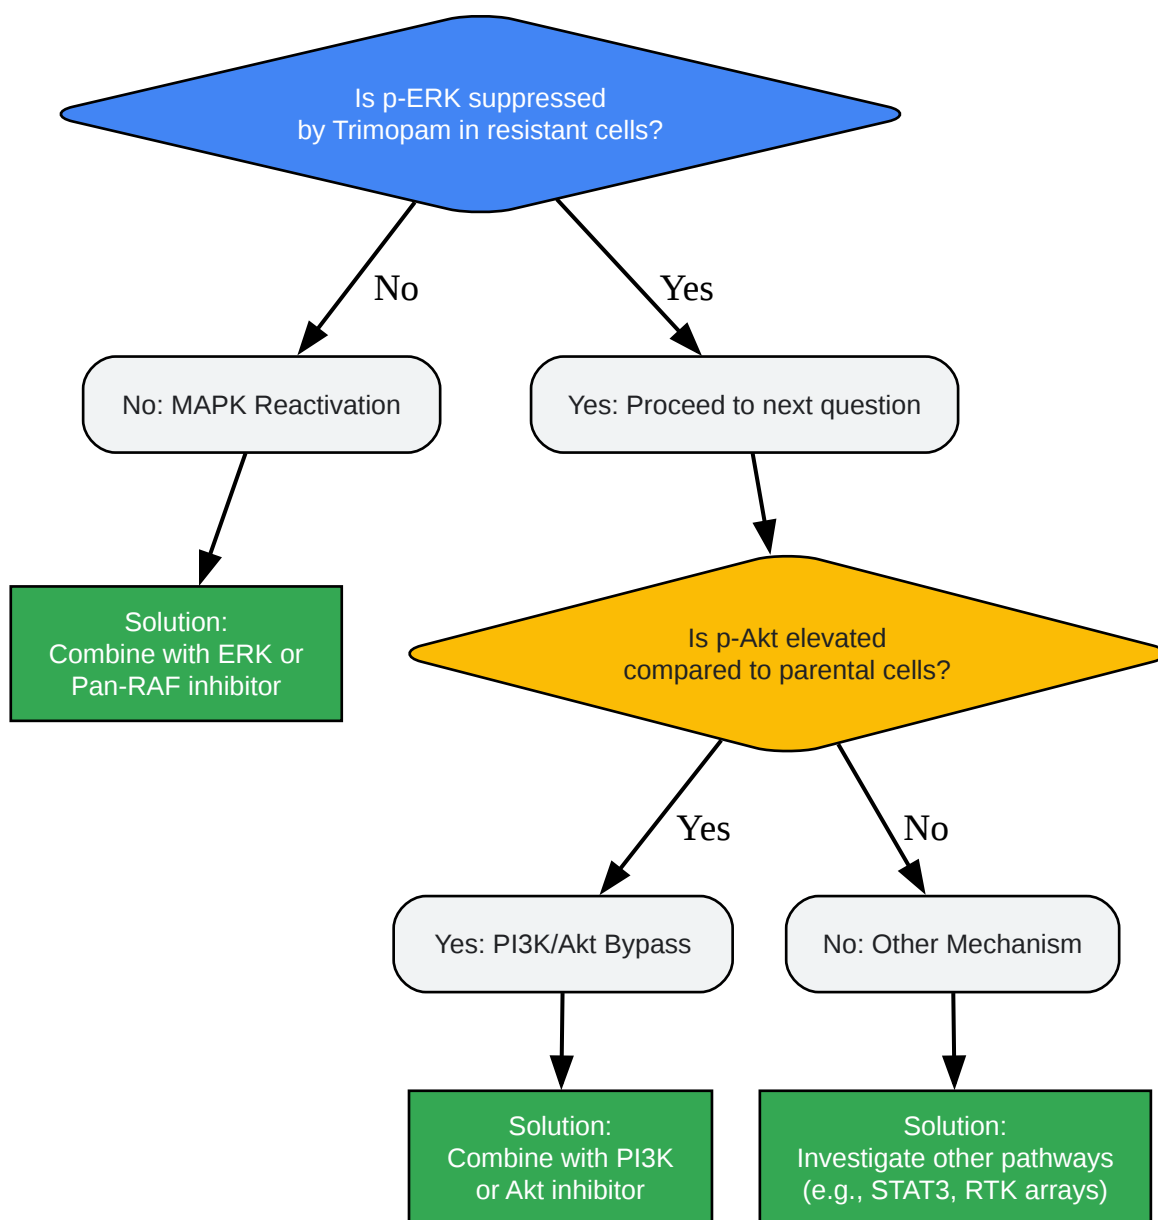 Is p-ERK suppressed
by Trimopam in resistant cells?
No
Yes
No: MAPK Reactivation
Yes: Proceed to next question
Solution:
Combine with ERK or
Pan-RAF inhibitor
Is p-Akt elevated
compared to parental cells?
Yes
No
Yes: PI3K/Akt Bypass
No: Other Mechanism
Solution:
Combine with PI3K
or Akt inhibitor
Solution:
Investigate other pathways
(e.g., STAT3, RTK arrays)